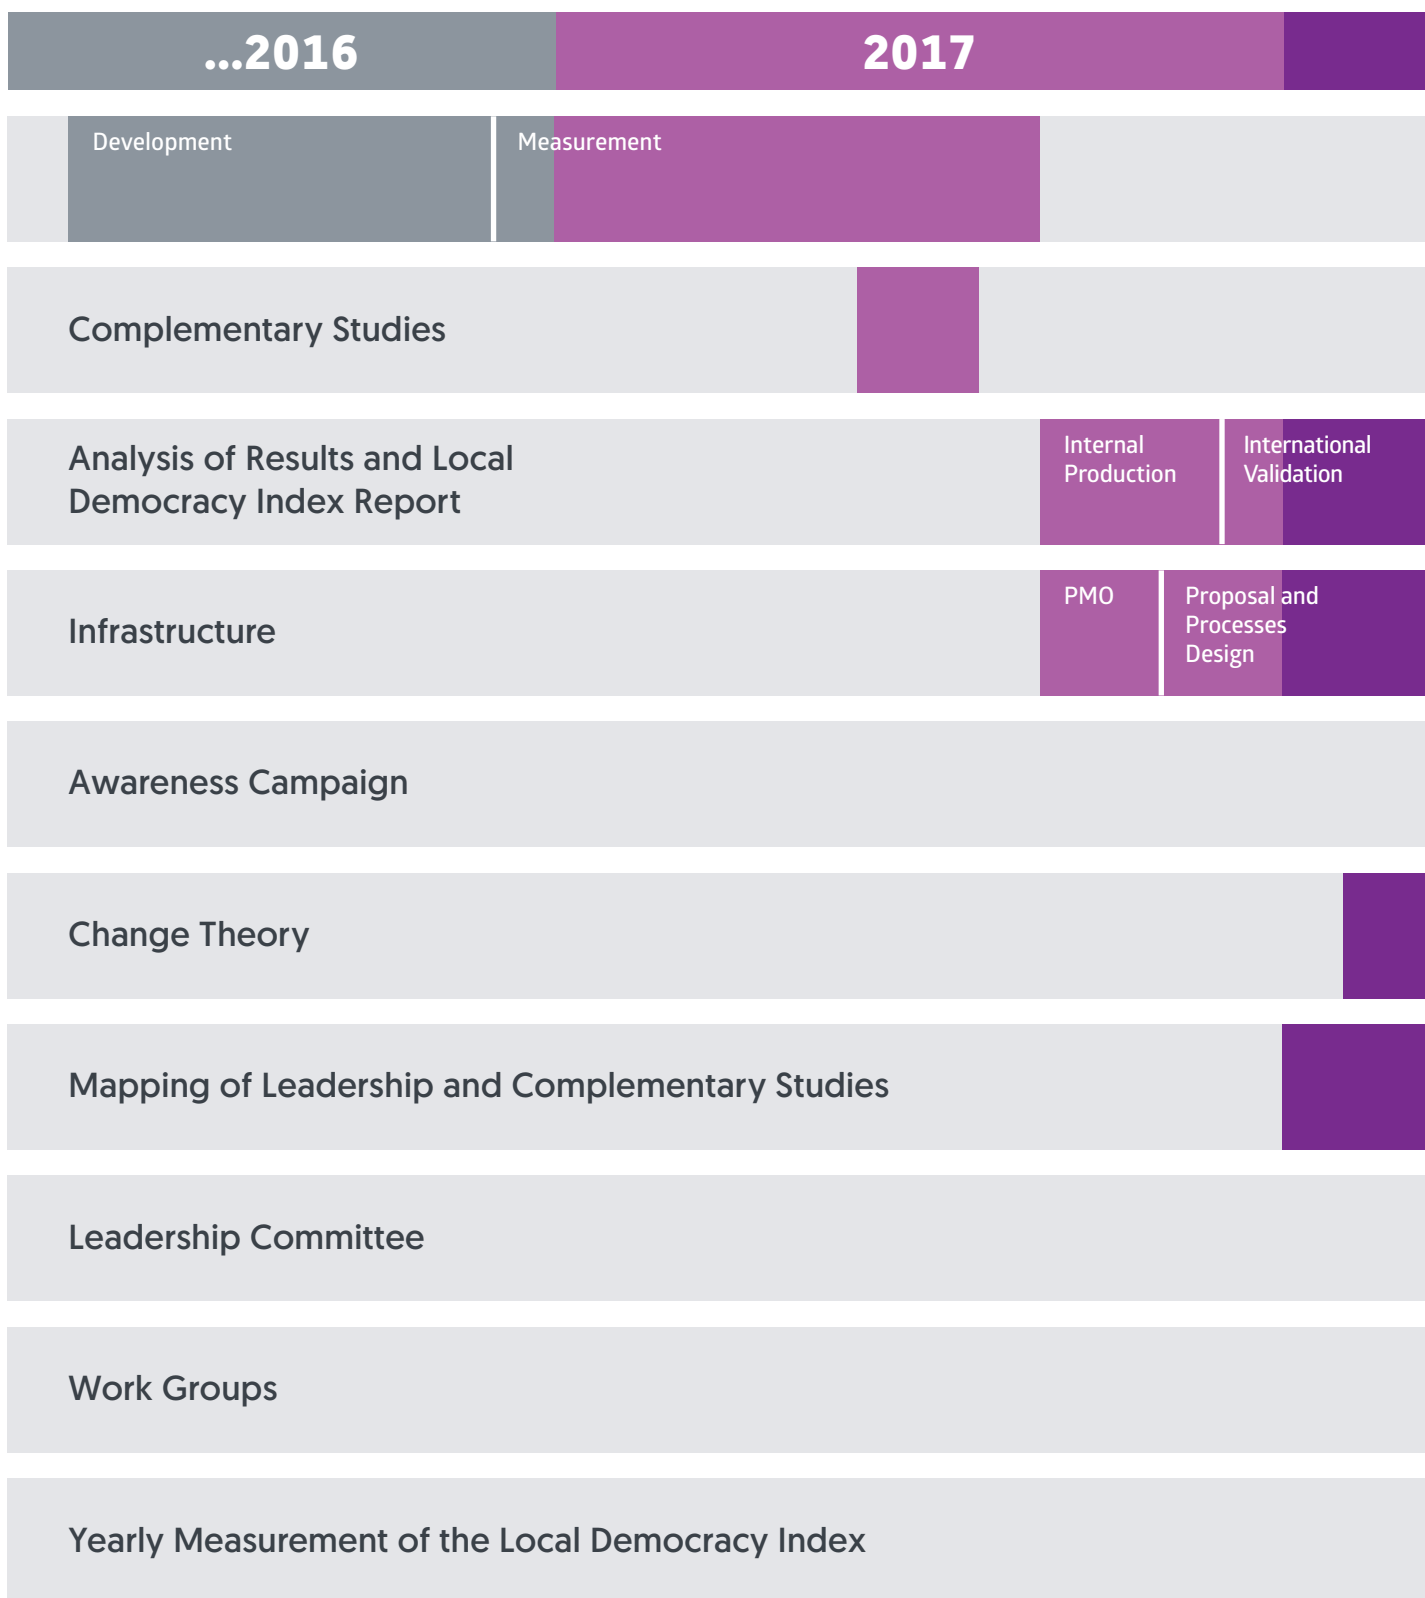 ...2016
2017
Development
Measurement
Complementary Studies
Analysis of Results and Local
Democracy Index Report
Internal
Production
International
Validation
Infrastructure
PMO
Proposal and
Processes
Design
Awareness Campaign
Change Theory
Mapping of Leadership and Complementary Studies
Leadership Committee
Work Groups
Yearly Measurement of the Local Democracy Index